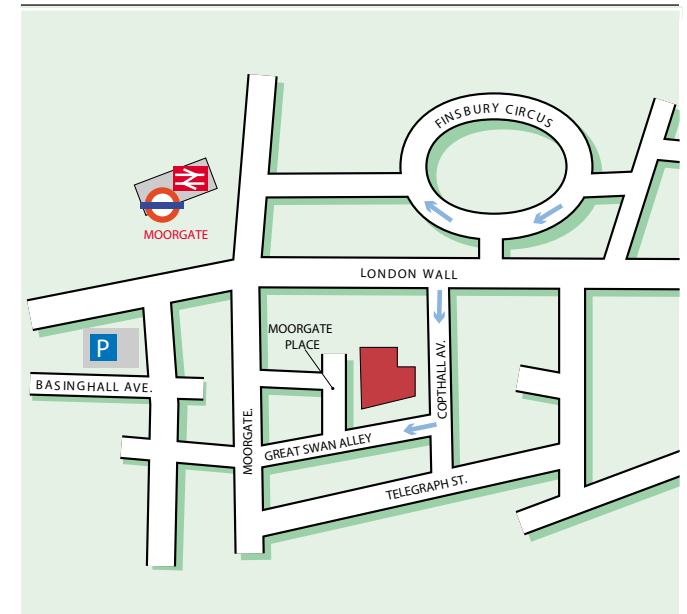 FINSBURY CIRCUS
MOORGATE
LONDON WALL
MOORGATE
PLACE
P
BASINGHALL AVE.
COPTHALL AV.
MOORGATE.
GREAT SWAN ALLEY
TELEGRAPH ST.